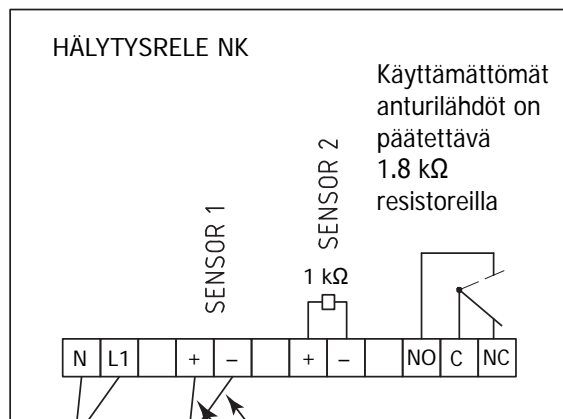 HÄLYTYSRELE NK
Käyttämättömät
anturilähdöt on
päätettävä
1.8 kΩ
resistoreilla
SENSOR 1
SENSOR 2
1 kΩ
N L1 + – + – NO C NC